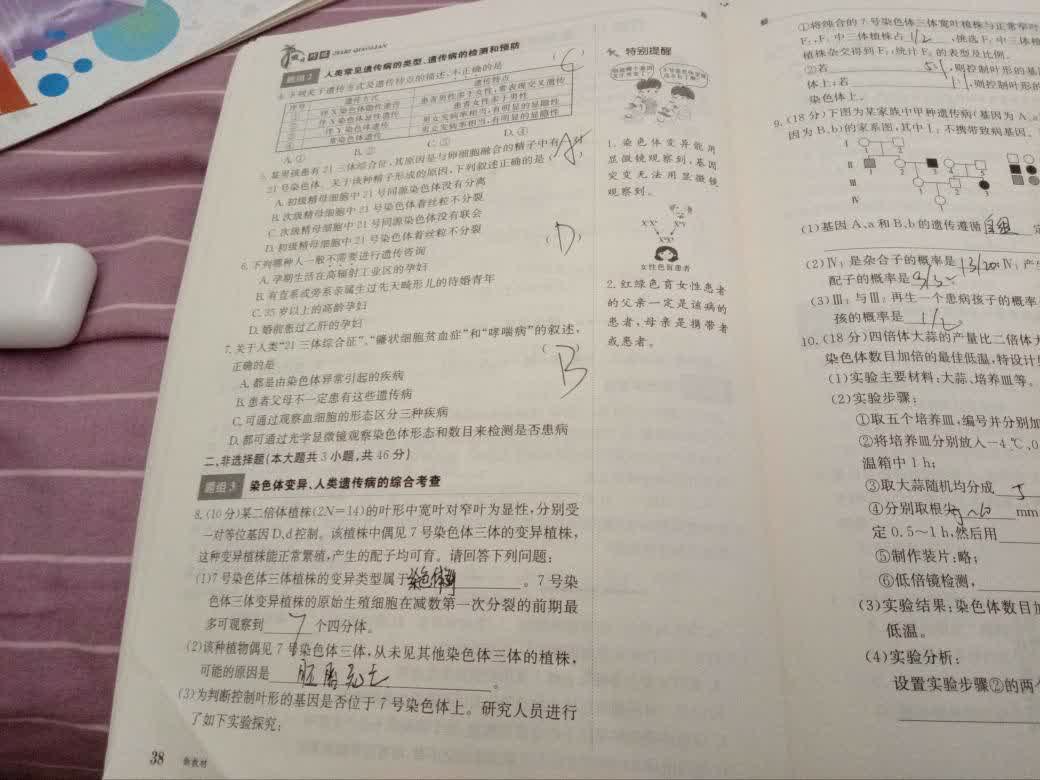 题组2 人类常见遗传病的类型、遗传病的检测和预防
4.下列关于遗传方式及遗传特点的描述,不正确的是 C
序号 遗传方式 遗传特点
① 伴X染色体隐性遗传 患者男性多于女性,常表现交叉遗传
② 伴X染色体显性遗传 患者女性多于男性
③ 伴Y染色体遗传 男女发病率相当,有明显的显隐性
④ 常染色体遗传 男女发病率相当,有明显的显隐性
A.① B.② C.③ D.④
5.某男孩患有21三体综合征,其原因是与卵细胞融合的精子中有一对
21号染色体。关于该种精子形成的原因,下列叙述正确的是 (A)
A.初级精母细胞中21号同源染色体没有分离
B.次级精母细胞中21号染色体着丝粒不分裂
C.次级精母细胞中21号同源染色体没有联会
D.初级精母细胞中21号染色体着丝粒不分裂
6.下列哪种人一般不需要进行遗传咨询 (D)
A.孕期生活在高辐射工业区的孕妇
B.有直系或旁系亲属生过先天畸形儿的待婚青年
C.35岁以上的高龄孕妇
D.婚前患过乙肝的孕妇
7.关于人类“21三体综合征”、“镰状细胞贫血症”和“哮喘病”的叙述,
正确的是 ( B
A.都是由染色体异常引起的疾病
B.患者父母不一定患有这些遗传病
C.可通过观察血细胞的形态区分三种疾病
D.都可通过光学显微镜观察染色体形态和数目来检测是否患病
二、非选择题(本大题共3小题,共46分)
题组3 染色体变异、人类遗传病的综合考查
8.(10分)某二倍体植株(2N=14)的叶形中宽叶对窄叶为显性,分别受
一对等位基因D、d控制。该植株中偶见7号染色体三体的变异植株,
这种变异植株能正常繁殖,产生的配子均可育。请回答下列问题:
(1)7号染色体三体植株的变异类型属于 。7号染
色体三体变异植株的原始生殖细胞在减数第一次分裂的前期最
多可观察到 7 个四分体。
(2)该种植物偶见7号染色体三体,从未见其他染色体三体的植株,
可能的原因是 胚胎死亡 。
(3)为判断控制叶形的基因是否位于7号染色体上。研究人员进行
了如下实验探究:
38 新教材
特别提醒
1.染色体变异能用
显微镜观察到,基因
突变无法用显微镜
观察到。
女性色盲患者
2.红绿色盲女性患者
的父亲一定是该病的
患者,母亲是携带者
或患者。
①将纯合的7号染色体三体宽叶植株与正常窄叶
F₁,F₁中三体植株占 1/2 ,挑选F₁中三体植
植株杂交得到F₂,统计F₂的表型及比例。
②若 5:1 ,则控制叶形的基
体上;若 1:1 ,则控制叶形的
染色体上。
9.(18分)下图为某家族中甲种遗传病(基因为A、a
因为B、b)的家系图,其中I₁不携带致病基因。
I
II
III
IV
(1)基因A、a和B、b的遗传遵循 自组 定
(2)IV₁是杂合子的概率是 ,IV₁产生
配子的概率是
(3)III₁与III₂再生一个患病孩子的概率
孩的概率是 1/2
10.(18分)四倍体大蒜的产量比二倍体大
染色体数目加倍的最佳低温,特设计
(1)实验主要材料:大蒜、培养皿等。
(2)实验步骤:
①取五个培养皿,编号并分别加
②将培养皿分别放入-4℃、0
温箱中1 h;
③取大蒜随机均分成 5
④分别取根尖 mm
定0.5~1 h,然后用
⑤制作装片:略;
⑥低倍镜检测,
(3)实验结果:染色体数目加
低温。
(4)实验分析:
设置实验步骤②的两个